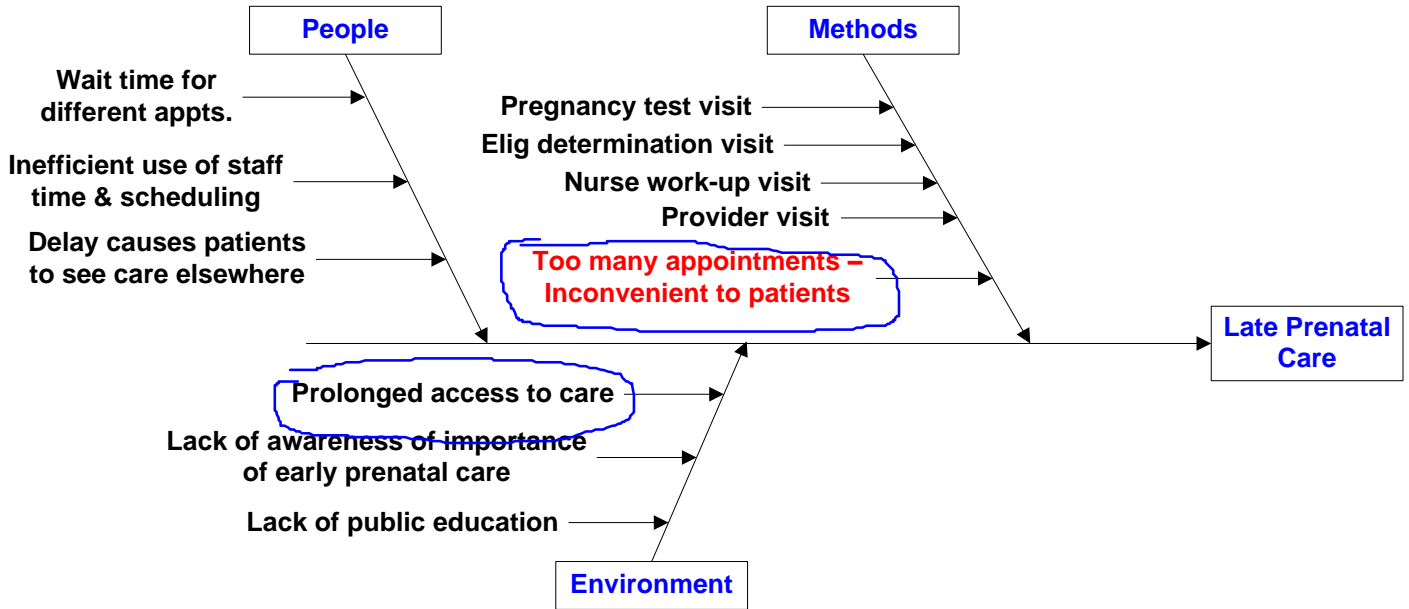 People
Methods
Wait time for
different appts.
Inefficient use of staff
time & scheduling
Delay causes patients
to see care elsewhere
Pregnancy test visit
Elig determination visit
Nurse work-up visit
Provider visit
Too many appointments –
Inconvenient to patients
Late Prenatal
Care
Prolonged access to care
Lack of awareness of importance
of early prenatal care
Lack of public education
Environment